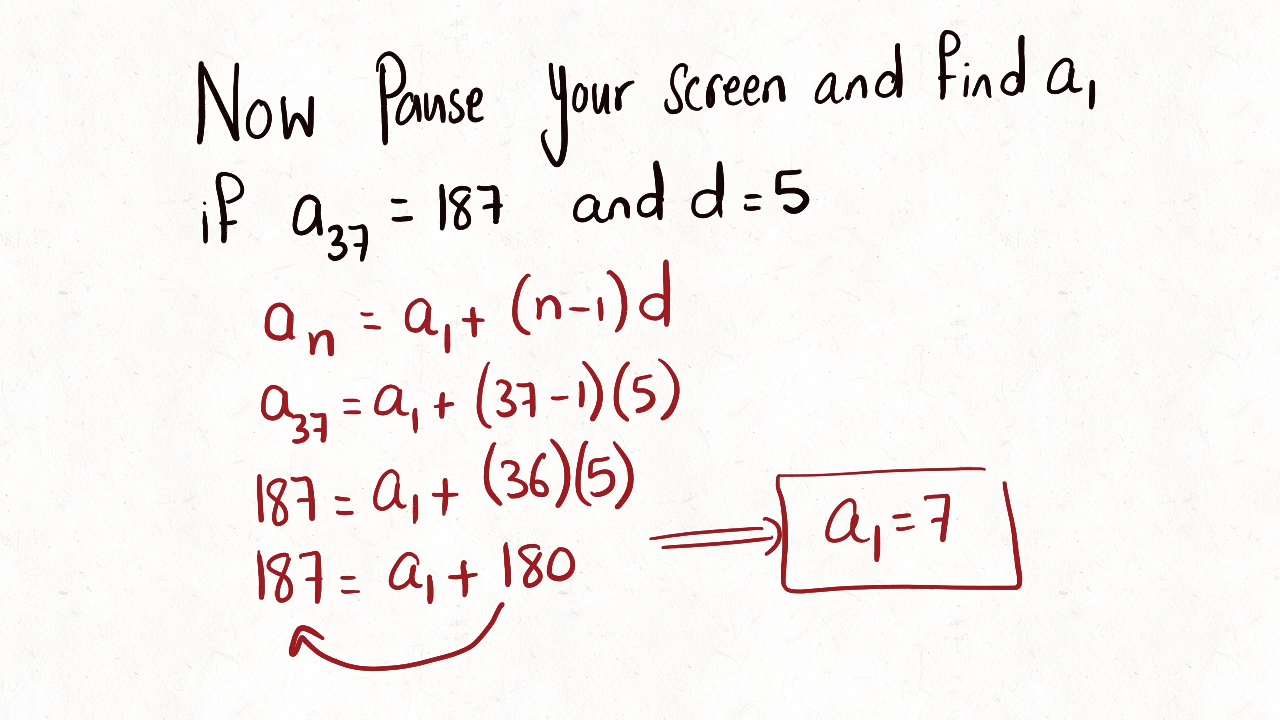 Now Pause your screen and find a₁
if a₃₇ = 187 and d = 5
aₙ = a₁ + (n-1)d
a₃₇ = a₁ + (37-1)(5)
187 = a₁ + (36)(5)
187 = a₁ + 180
a₁ = 7